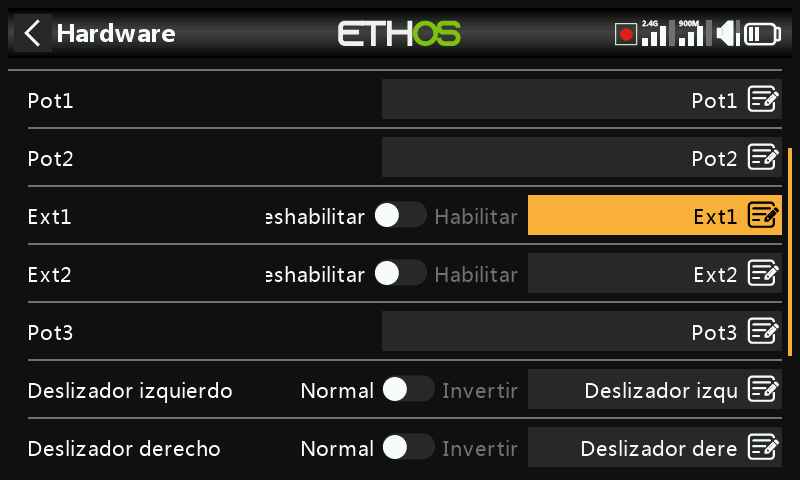 Hardware ETHOS 2.4G 900M
Pot1 Pot1
Pot2 Pot2
Ext1 eshabilitar Habilitar Ext1
Ext2 eshabilitar Habilitar Ext2
Pot3 Pot3
Deslizador izquierdo Normal Invertir Deslizador izqu
Deslizador derecho Normal Invertir Deslizador dere